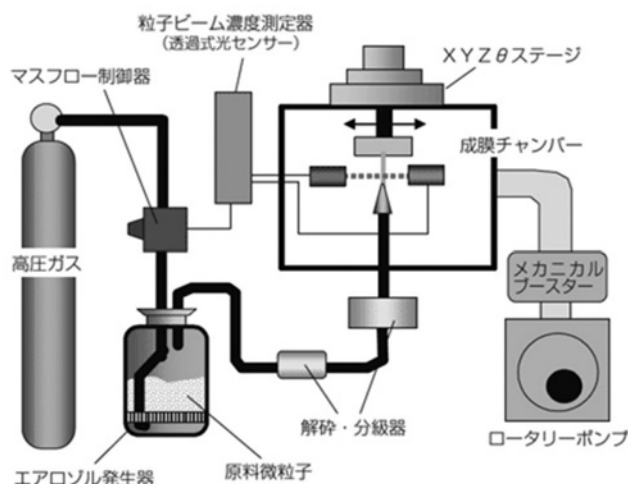 粒子ビーム濃度測定器
(透過式光センサー)
XYZθステージ
マスフロー制御器
成膜チャンバー
高圧ガス
メカニカル
ブースター
解砕・分級器
ロータリーポンプ
エアロゾル発生器
原料微粒子